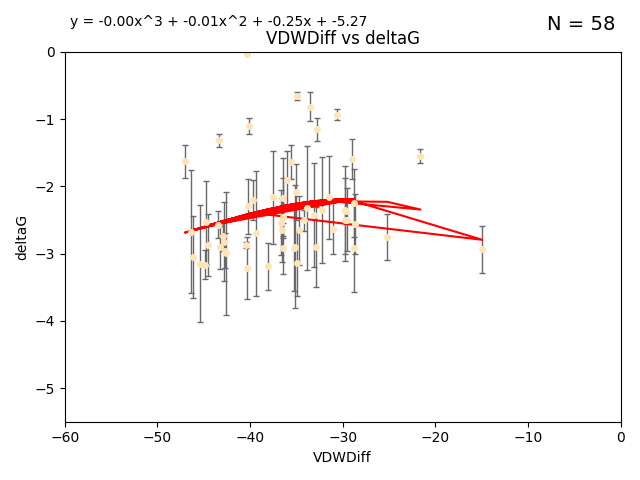 y = -0.00x^3 + -0.01x^2 + -0.25x + -5.27
N = 58
VDWDiff vs deltaG
0
−1
−2
−3
−4
−5
deltaG
−60 −50 −40 −30 −20 −10 0
VDWDiff